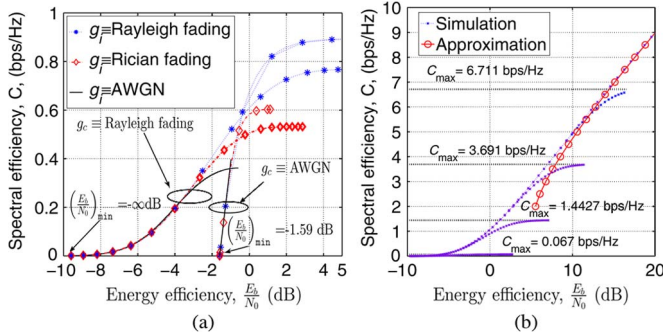 Spectral efficiency, C, (bps/Hz)
1
0.8
0.6
0.4
0.2
0
g_i≡Rayleigh fading
g_i≡Rician fading
g_i≡AWGN
g_c ≡ Rayleigh fading
g_c ≡ AWGN
(E_b/N_0)_min =-∞dB
(E_b/N_0)_min =-1.59 dB
-10 -8 -6 -4 -2 0 2 4 5
Energy efficiency, E_b/N_0 (dB)
(a)
Spectral efficiency, C (bps/Hz)
10
9
8
7
6
5
4
3
2
1
0
Simulation
Approximation
C_max = 6.711 bps/Hz
C_max = 3.691 bps/Hz
C_max = 1.4427 bps/Hz
C_max = 0.067 bps/Hz
-10 0 10 20
Energy efficiency, E_b/N_0 (dB)
(b)